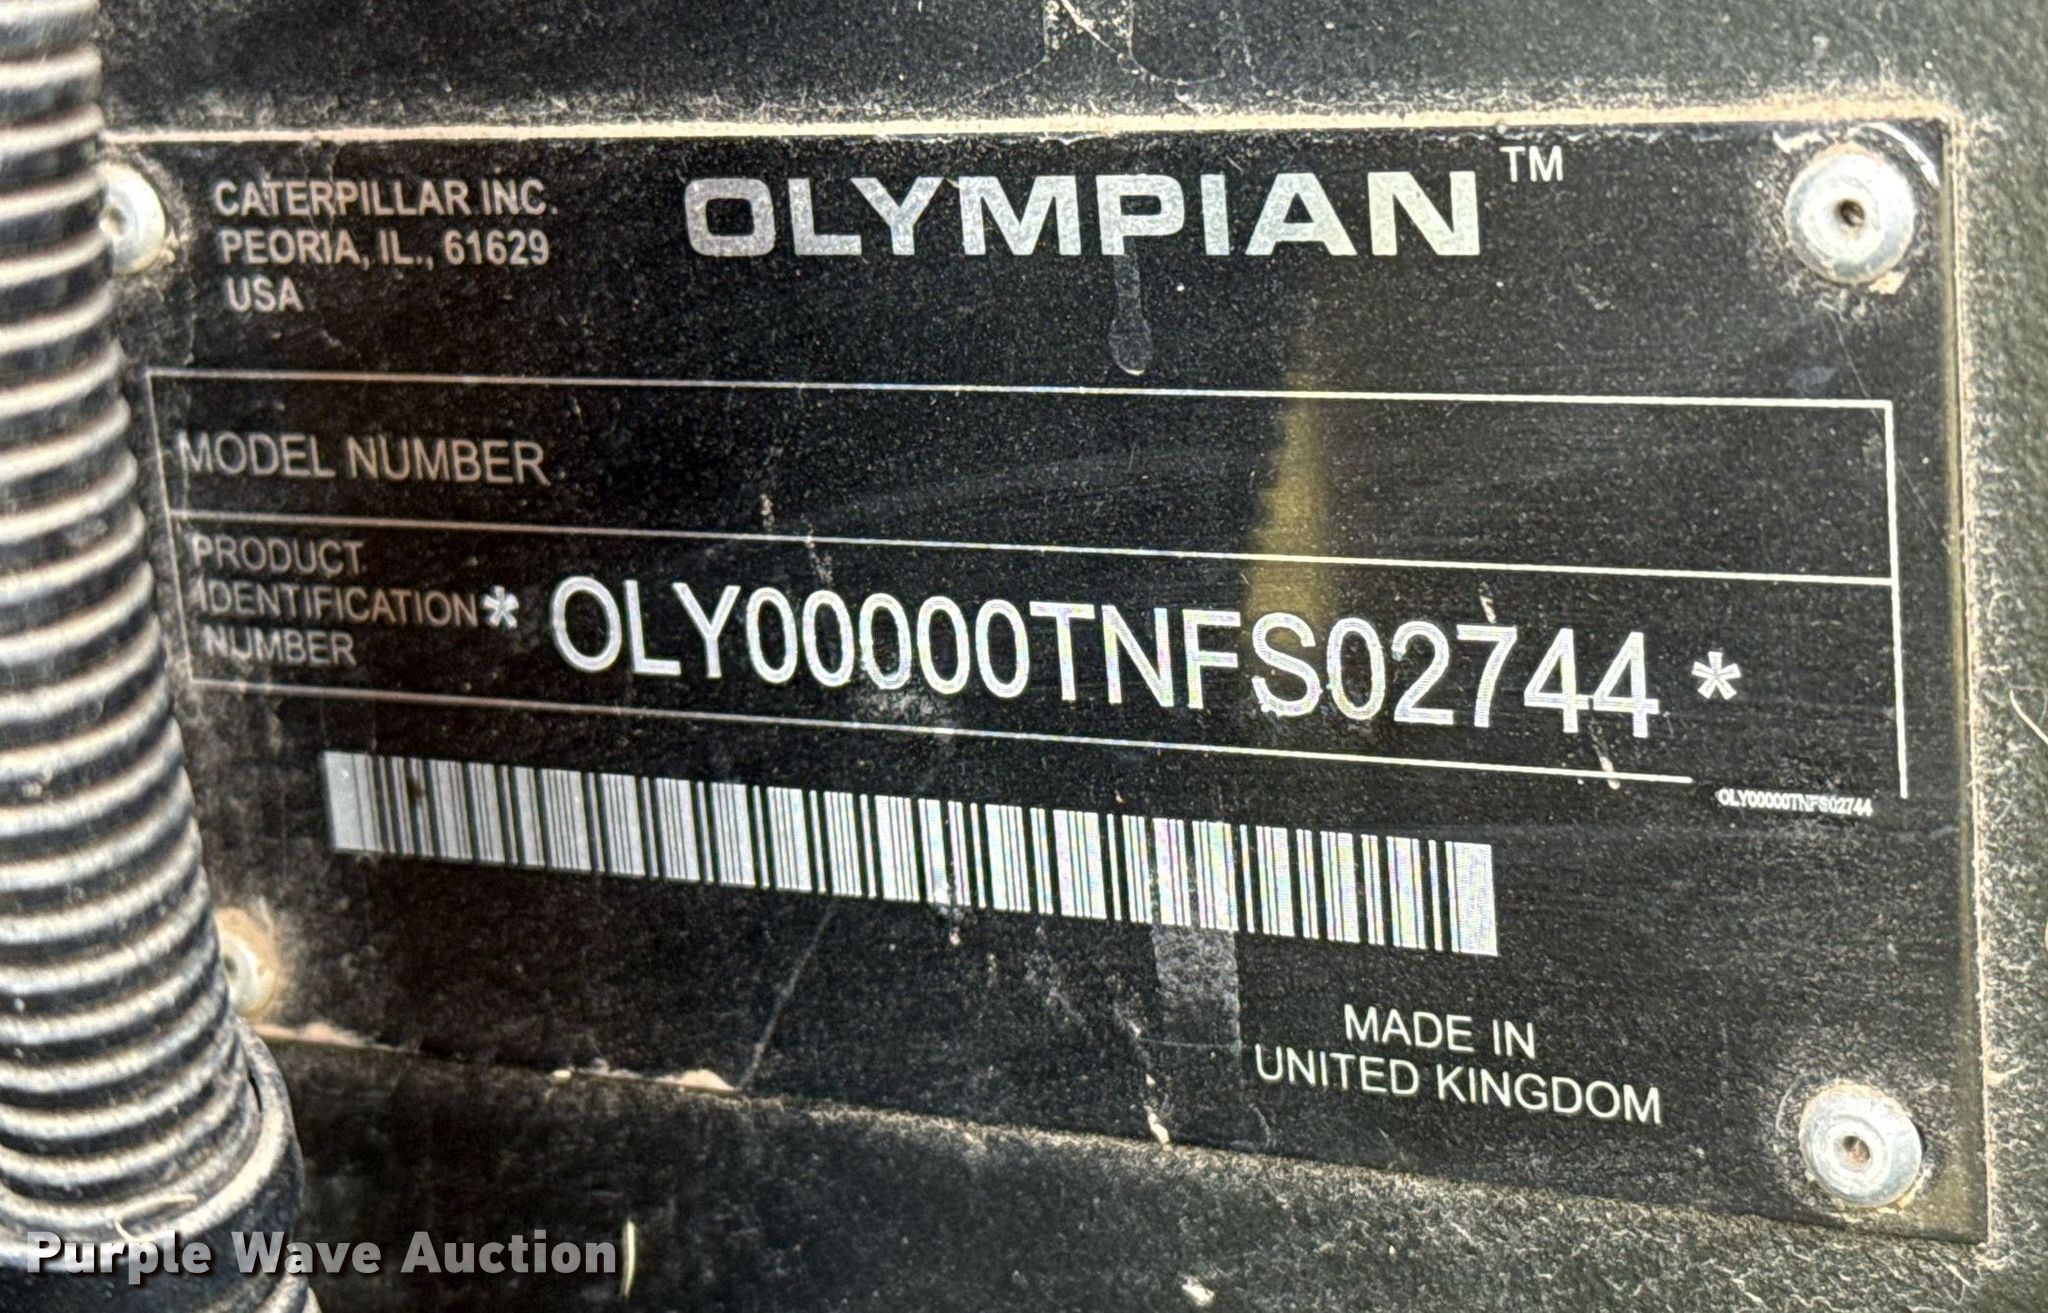 CATERPILLAR INC.
PEORIA, IL., 61629
USA
OLYMPIAN™
MODEL NUMBER
PRODUCT
IDENTIFICATION
NUMBER
* OLY00000TNFS02744 *
OLY00000TNFS02744
MADE IN
UNITED KINGDOM
Purple Wave Auction